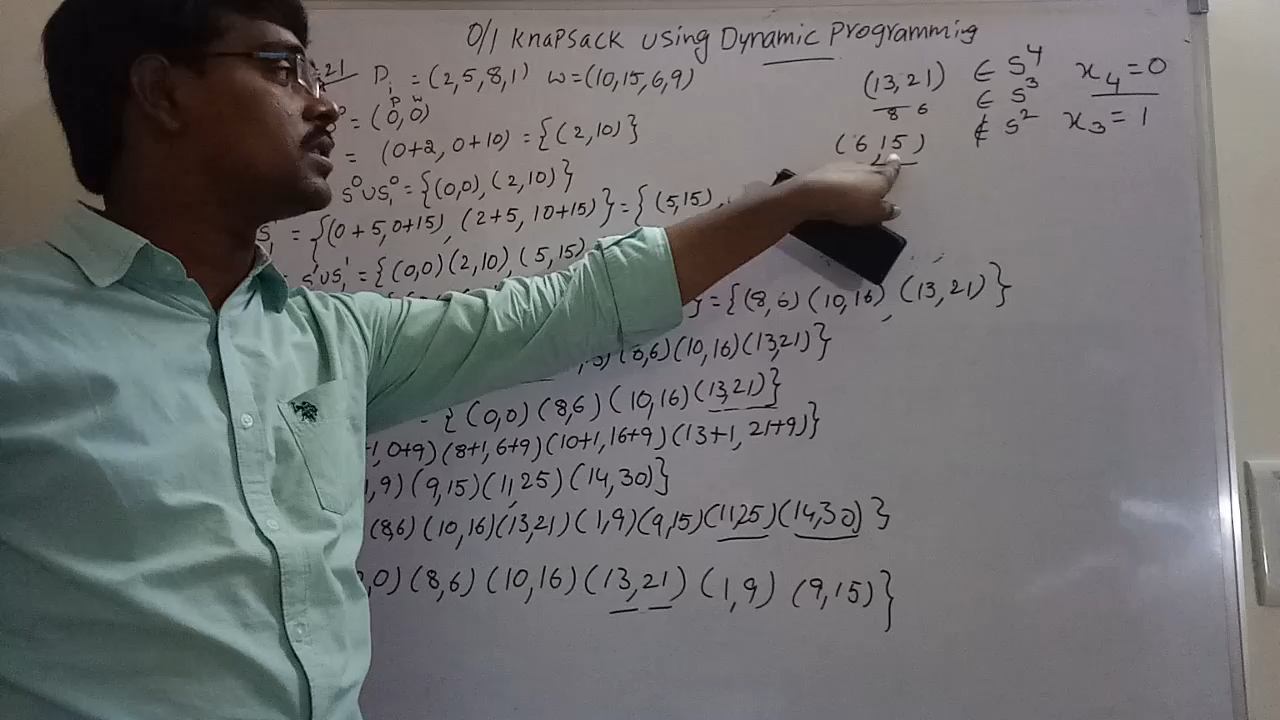 0/1 Knapsack using Dynamic Programming
21 Pi = (2,5,8,1) w=(10,15,6,9)
P W
= (0,0)
= (0+2, 0+10) = {(2,10)}
S⁰US₁⁰ = {(0,0), (2,10)}
S₁¹ = {(0+5,0+15), (2+5, 10+15)} = {(5,15),
S¹US₁¹ = {(0,0)(2,10), (5,15)
} = {(8,6) (10,16), (13,21)}
6)(10,16)(13,21)}
= {(0,0) (8,6) (10,16) (13,21)}
1, 0+9) (8+1, 6+9) (10+1, 16+9) (13+1, 21+9)}
, 9) (9,15) (11,25) (14,30)}
(8,6) (10,16)(13,21) (1,9)(9,15)(11,25)(14,30)}
,0) (8,6) (10,16) (13,21) (1,9) (9,15)}
(13,21) ∈ S⁴ x₄=0
8 6 ∈ S³
(6,15) ∉ S² x₃=1